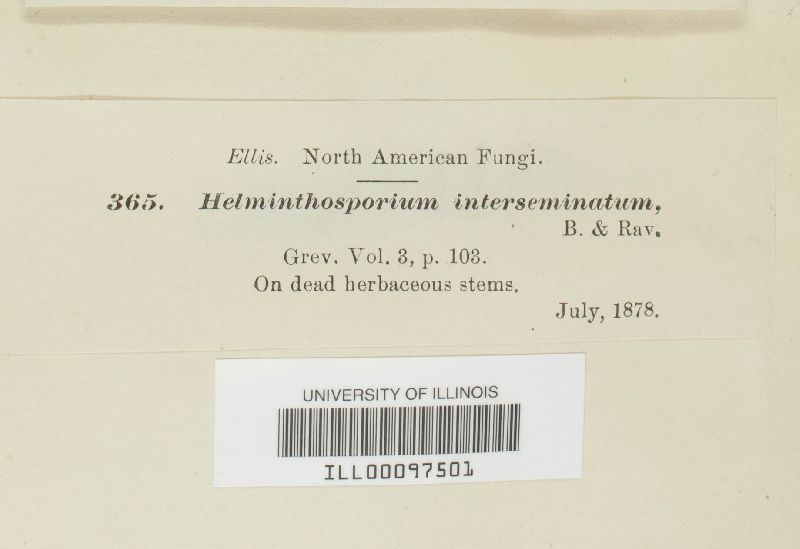 Ellis. North American Fungi.
365. Helminthosporium interseminatum,
B. & Rav.
Grev. Vol. 3, p. 103.
On dead herbaceous stems.
July, 1878.
UNIVERSITY OF ILLINOIS
ILL00097501